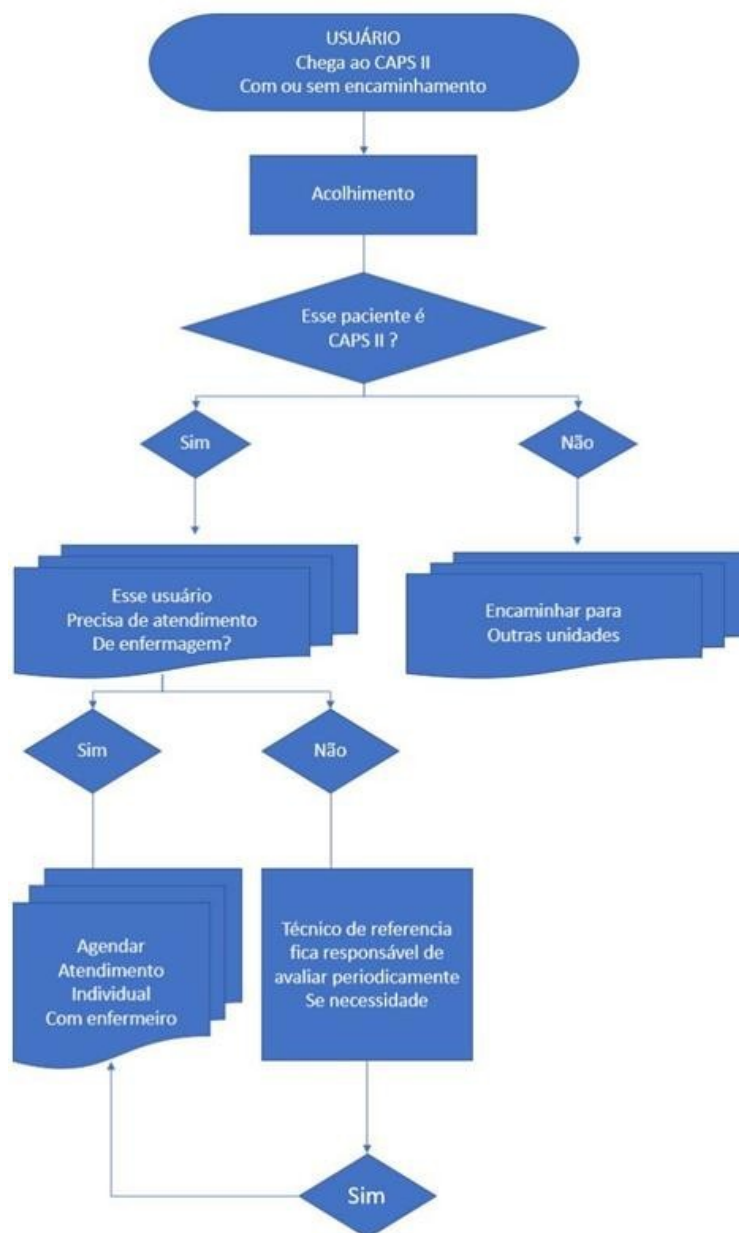 USUÁRIO
Chega ao CAPS II
Com ou sem encaminhamento
Acolhimento
Esse paciente é
CAPS II ?
Sim
Não
Esse usuário
Precisa de atendimento
De enfermagem?
Encaminhar para
Outras unidades
Sim
Não
Agendar
Atendimento
Individual
Com enfermeiro
Técnico de referencia
fica responsável de
avaliar periodicamente
Se necessidade
Sim